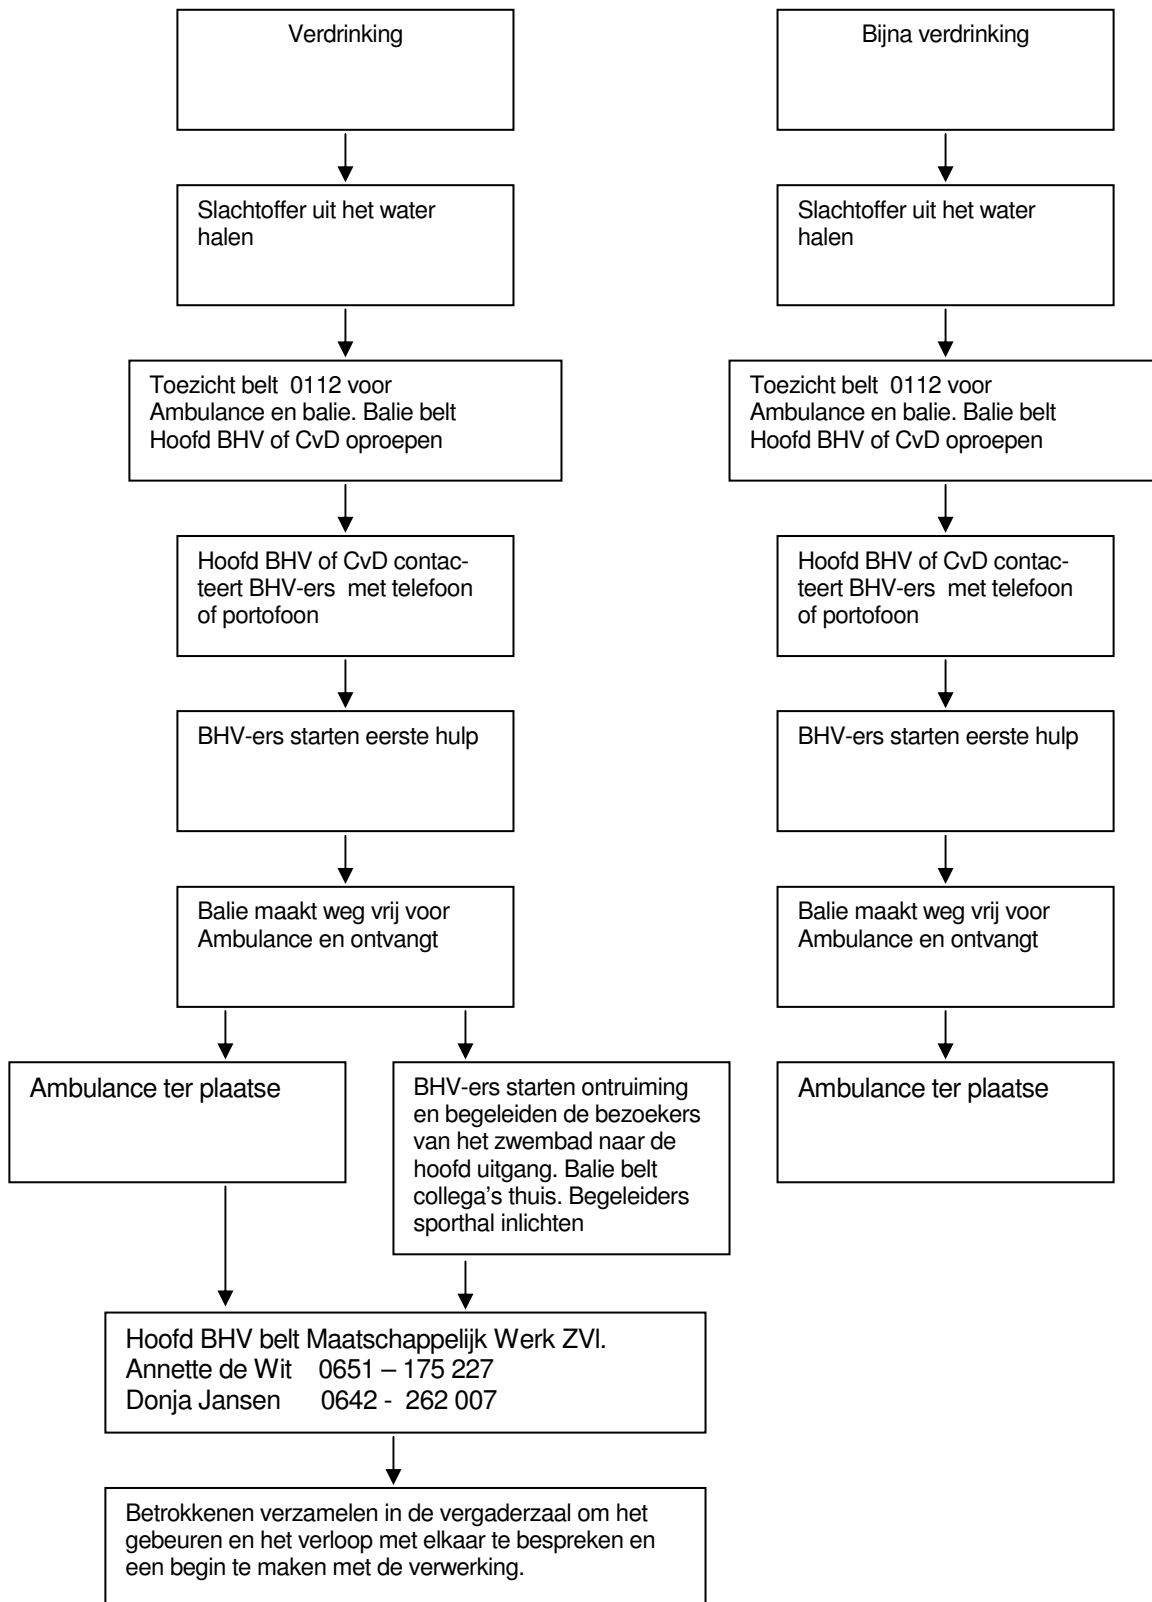 Verdrinking
Slachtoffer uit het water
halen
Toezicht belt 0112 voor
Ambulance en balie. Balie belt
Hoofd BHV of CvD oproepen
Hoofd BHV of CvD contac-
teert BHV-ers met telefoon
of portofoon
BHV-ers starten eerste hulp
Balie maakt weg vrij voor
Ambulance en ontvangt
Ambulance ter plaatse
BHV-ers starten ontruiming
en begeleiden de bezoekers
van het zwembad naar de
hoofd uitgang. Balie belt
collega’s thuis. Begeleiders
sporthal inlichten
Hoofd BHV belt Maatschappelijk Werk ZVl.
Annette de Wit 0651 – 175 227
Donja Jansen 0642 - 262 007
Betrokkenen verzamelen in de vergaderzaal om het
gebeuren en het verloop met elkaar te bespreken en
een begin te maken met de verwerking.
Bijna verdrinking
Slachtoffer uit het water
halen
Toezicht belt 0112 voor
Ambulance en balie. Balie belt
Hoofd BHV of CvD oproepen
Hoofd BHV of CvD contac-
teert BHV-ers met telefoon
of portofoon
BHV-ers starten eerste hulp
Balie maakt weg vrij voor
Ambulance en ontvangt
Ambulance ter plaatse